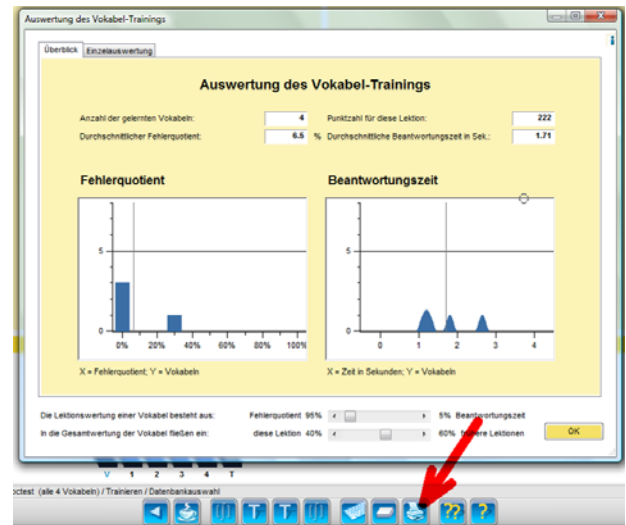 Auswertung des Vokabel-Trainings
Überblick Einzelauswertung
Auswertung des Vokabel-Trainings
Anzahl der gelernten Vokabeln: 4 Punktzahl für diese Lektion: 222
Durchschnittlicher Fehlerquotient: 6.5 % Durchschnittliche Beantwortungszeit in Sek.: 1.71
Fehlerquotient Beantwortungszeit
5 5
0 0
0% 20% 40% 60% 80% 100% 0 1 2 3 4
X = Fehlerquotient; Y = Vokabeln X = Zeit in Sekunden; Y = Vokabeln
Die Lektionswertung einer Vokabel besteht aus: Fehlerquotient 95% 5% Beantwortungszeit
In die Gesamtwertung der Vokabel fließen ein: diese Lektion 40% 60% frühere Lektionen OK
V 1 2 3 4 T
octest (alle 4 Vokabeln) / Trainieren / Datenbankauswahl
T T ?? ?